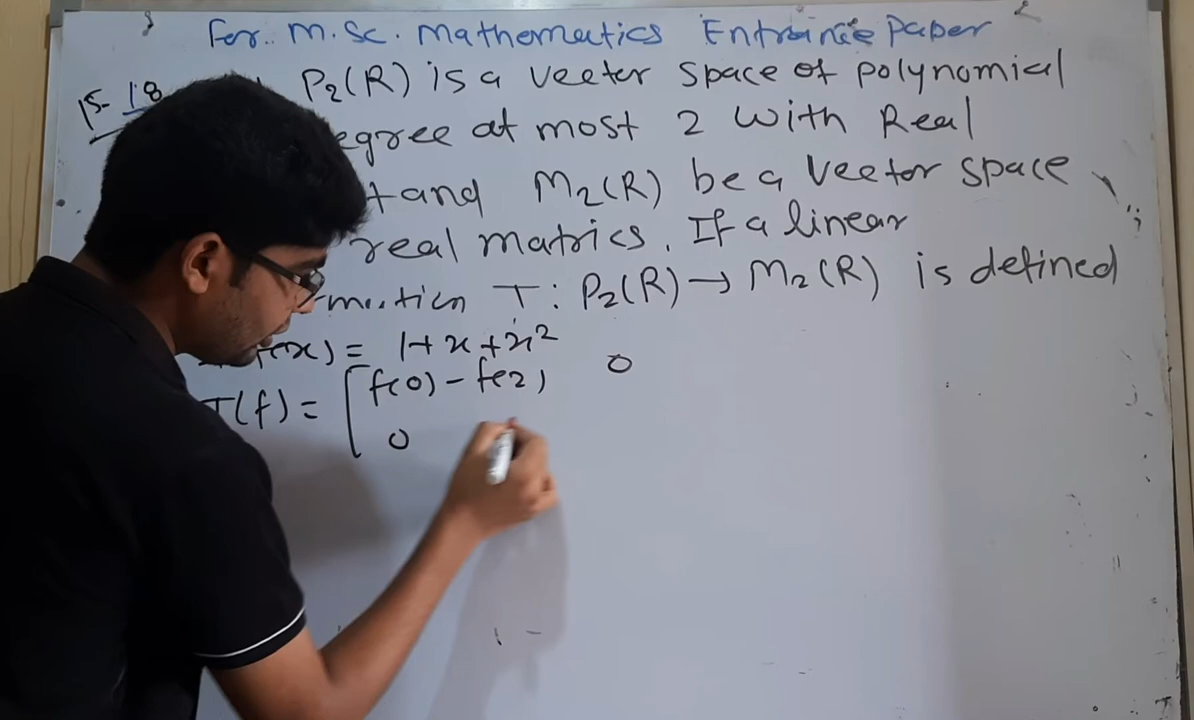 For. M.Sc. Mathematics Entrance Paper
15- 18 P2(R) is a Vector Space of polynomial
egree at most 2 with Real
tand M2(R) be a Vector space
real matrics. If a linear
T: P2(R) → M2(R) is defined
(x) = 1+x+x²
T(f) = [ f(0) - f(2) 0
0